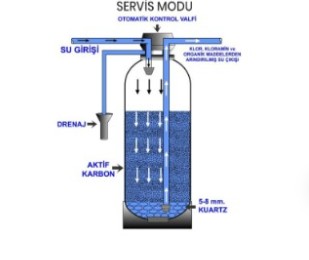 SERVİS MODU
OTOMATİK KONTROL VALFİ
SU GİRİŞİ
KLOR, KLORAMİN ve
ORGANİK MADDELERDEN
ARINDIRILMIŞ SU ÇIKIŞI
DRENAJ
AKTİF
KARBON
5-8 mm.
KUARTZ